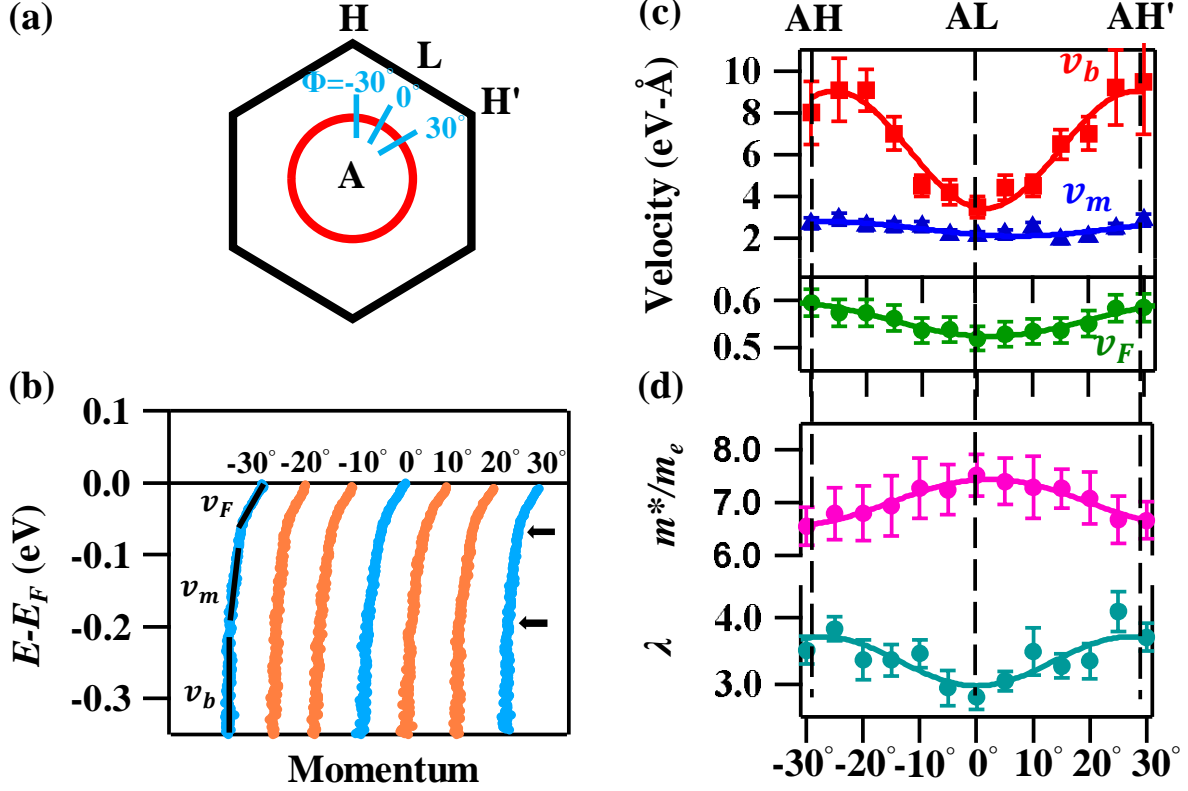 (a)
H
L
Φ=-30°
0°
H'
30°
A
(b)
0.1
0.0
-0.1
-0.2
-0.3
E-E_F (eV)
-30° -20° -10° 0° 10° 20° 30°
v_F
v_m
v_b
Momentum
(c)
AH AL AH'
10
8
6
4
2
0.6
0.5
Velocity (eV-Å)
v_b
v_m
v_F
(d)
8.0
7.0
6.0
m*/m_e
4.0
3.0
λ
-30° -20° -10° 0 10° 20° 30°